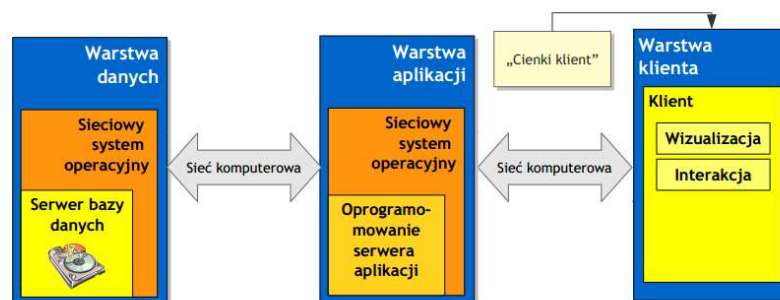 Warstwa
danych
Sieciowy
system
operacyjny
Serwer bazy
danych
Sieć komputerowa
Warstwa
aplikacji
Sieciowy
system
operacyjny
Oprogramo-
mowanie
serwera
aplikacji
Sieć komputerowa
„Cienki klient”
Warstwa
klienta
Klient
Wizualizacja
Interakcja